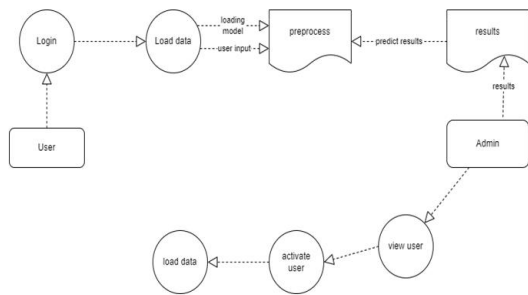 Login
Load data
loading
model
user input
preprocess
predict results
results
results
User
Admin
view user
activate
user
load data